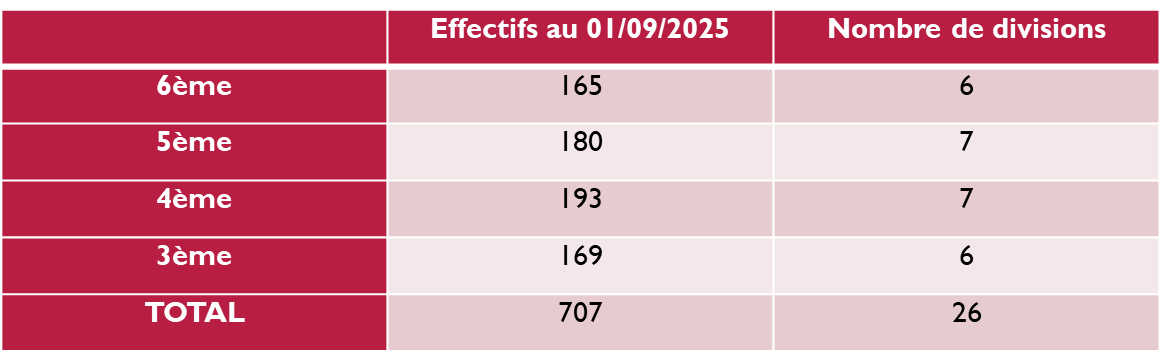 Effectifs au 01/09/2025 Nombre de divisions
6ème 165 6
5ème 180 7
4ème 193 7
3ème 169 6
TOTAL 707 26